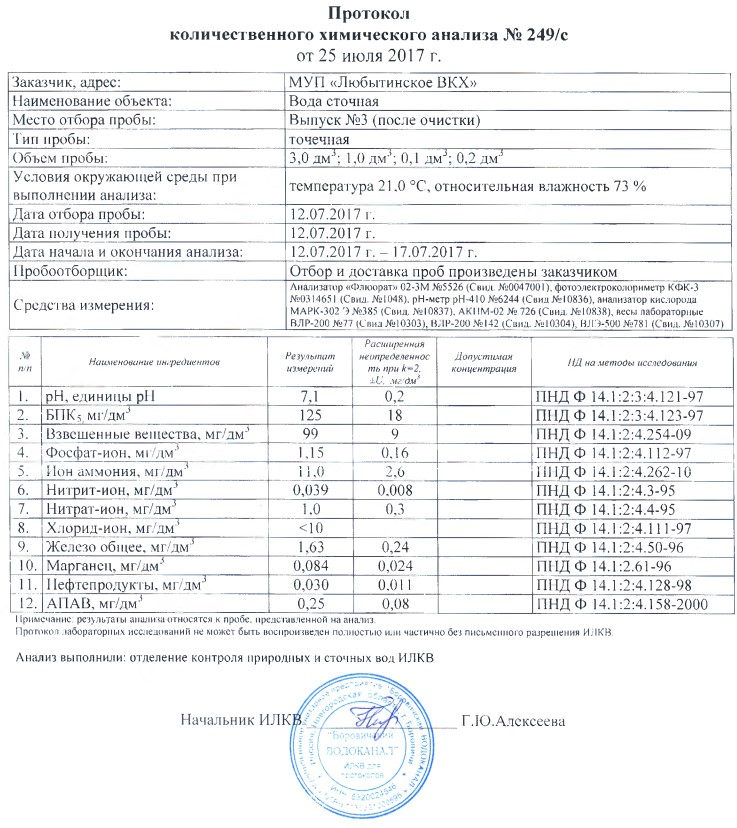 Протокол
количественного химического анализа № 249/с
от 25 июля 2017 г.
Заказчик, адрес: МУП «Любытинское ВКХ»
Наименование объекта: Вода сточная
Место отбора пробы: Выпуск №3 (после очистки)
Тип пробы: точечная
Объем пробы: 3,0 дм³; 1,0 дм³; 0,1 дм³; 0,2 дм³
Условия окружающей среды при
выполнении анализа: температура 21,0 °С, относительная влажность 73 %
Дата отбора пробы: 12.07.2017 г.
Дата получения пробы: 12.07.2017 г.
Дата начала и окончания анализа: 12.07.2017 г. – 17.07.2017 г.
Пробоотборщик: Отбор и доставка проб произведены заказчиком
Средства измерения:
Анализатор «Флюорат» 02-3М №5526 (Свид. №0047001), фотоэлектроколориметр КФК-3
№0314651 (Свид. №1048), рН-метр рН-410 №6244 (Свид №10836), анализатор кислорода
МАРК-302 Э №385 (Свид. №10837), АКПМ-02 № 726 (Свид. №10838), весы лабораторные
ВЛР-200 №77 (Свид №10303), ВЛР-200 №142 (Свид. №10304), ВЛЭ-500 №781 (Свид. №10307)
№ п/п Наименование ингредиентов Результат измерений Расширенная неопределенность при k=2, ±U, мг/дм³ Допустимая концентрация НД на методы исследования
1. рН, единицы рН 7,1 0,2 ПНД Ф 14.1:2:3:4.121-97
2. БПК₅, мг/дм³ 125 18 ПНД Ф 14.1:2:3:4.123-97
3. Взвешенные вещества, мг/дм³ 99 9 ПНД Ф 14.1:2:4.254-09
4. Фосфат-ион, мг/дм³ 1,15 0,16 ПНД Ф 14.1:2:4.112-97
5. Ион аммония, мг/дм³ 11,0 2,6 ПНД Ф 14.1:2:4.262-10
6. Нитрит-ион, мг/дм³ 0,039 0,008 ПНД Ф 14.1:2:4.3-95
7. Нитрат-ион, мг/дм³ 1,0 0,3 ПНД Ф 14.1:2:4.4-95
8. Хлорид-ион, мг/дм³ <10 ПНД Ф 14.1:2:4.111-97
9. Железо общее, мг/дм³ 1,63 0,24 ПНД Ф 14.1:2:4.50-96
10. Марганец, мг/дм³ 0,084 0,024 ПНД Ф 14.1:2.61-96
11. Нефтепродукты, мг/дм³ 0,030 0,011 ПНД Ф 14.1:2:4.128-98
12. АПАВ, мг/дм³ 0,25 0,08 ПНД Ф 14.1:2:4.158-2000
Примечание: результаты анализа относятся к пробе, представленной на анализ.
Протокол лабораторных исследований не может быть воспроизведен полностью или частично без письменного разрешения ИЛКВ.
Анализ выполнили: отделение контроля природных и сточных вод ИЛКВ
Начальник ИЛКВ Г.Ю.Алексеева
"Боровичский
ВОДОКАНАЛ"
ИЛКВ для
протоколов